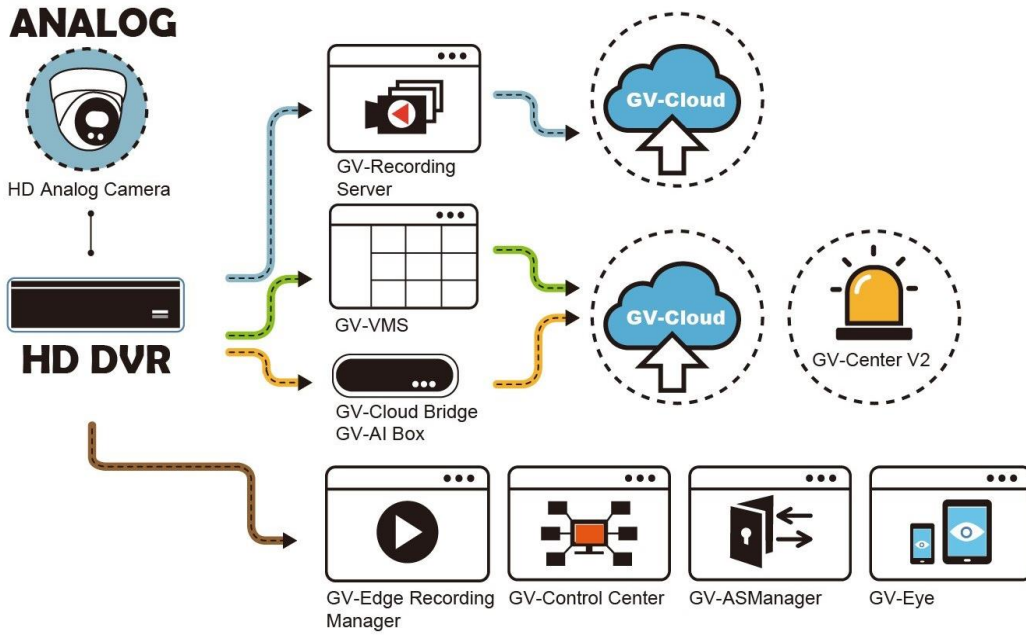 ANALOG
HD Analog Camera
HD DVR
GV-Recording
Server
GV-Cloud
GV-VMS
GV-Cloud Bridge
GV-AI Box
GV-Cloud
GV-Center V2
GV-Edge Recording
Manager
GV-Control Center
GV-ASManager
GV-Eye